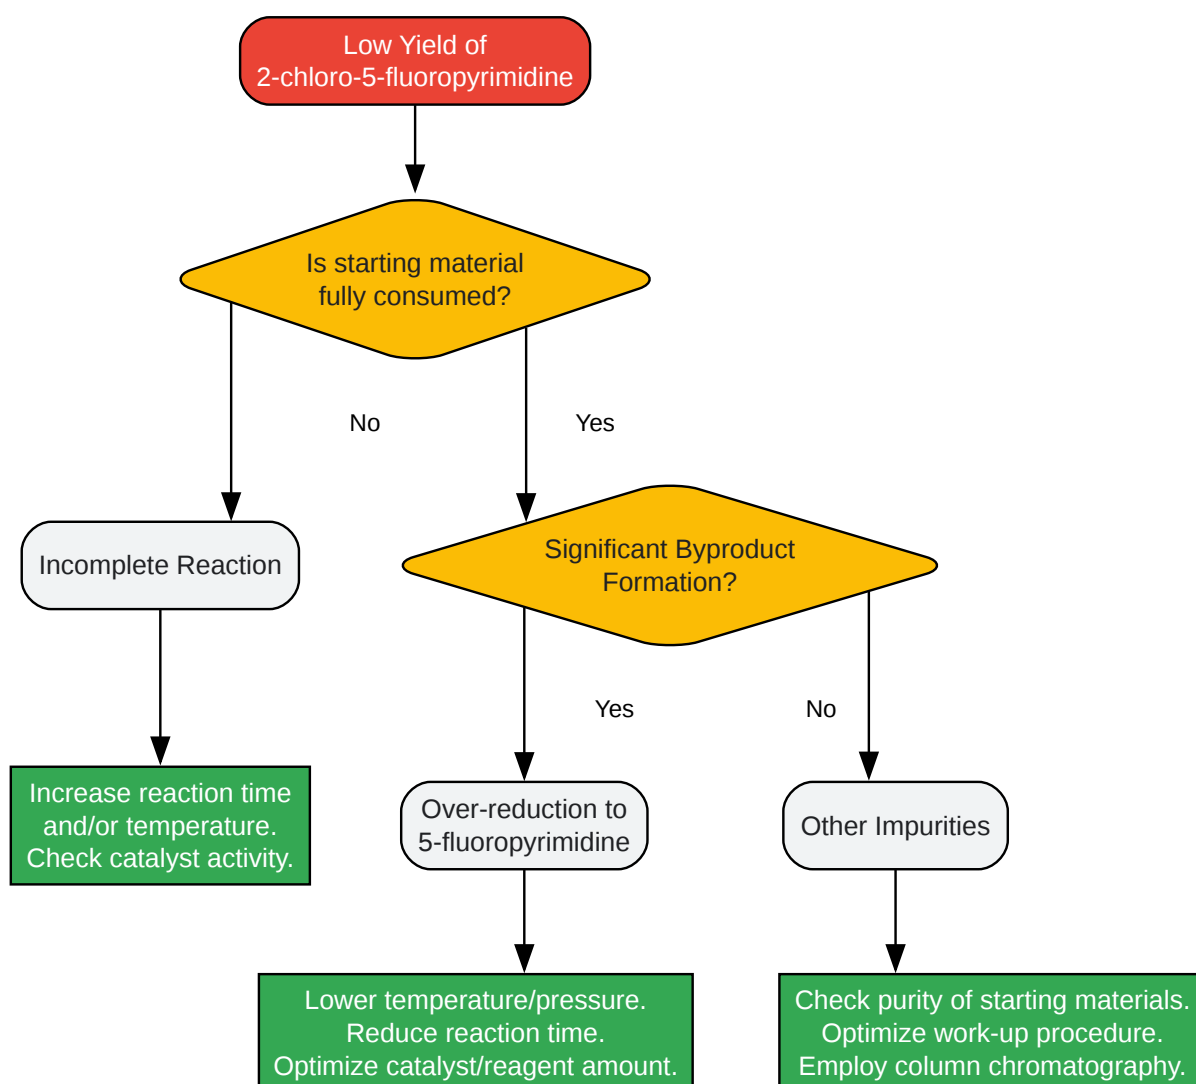 Low Yield of
2-chloro-5-fluoropyrimidine
Is starting material
fully consumed?
No
Yes
Incomplete Reaction
Significant Byproduct
Formation?
Yes
No
Increase reaction time
and/or temperature.
Check catalyst activity.
Over-reduction to
5-fluoropyrimidine
Other Impurities
Lower temperature/pressure.
Reduce reaction time.
Optimize catalyst/reagent amount.
Check purity of starting materials.
Optimize work-up procedure.
Employ column chromatography.